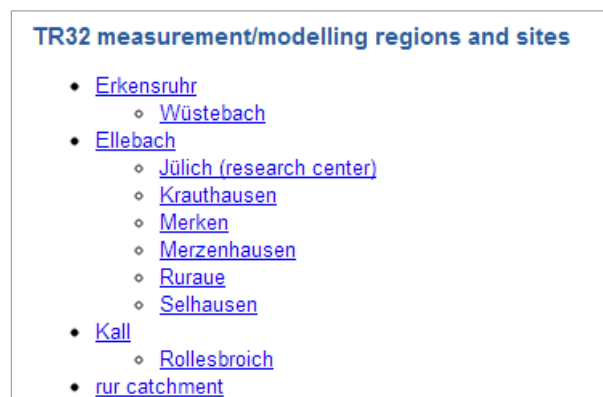 TR32 measurement/modelling regions and sites
Erkensruhr
Wüstebach
Ellebach
Jülich (research center)
Krauthausen
Merken
Merzenhausen
Ruraue
Selhausen
Kall
Rollesbroich
rur catchment